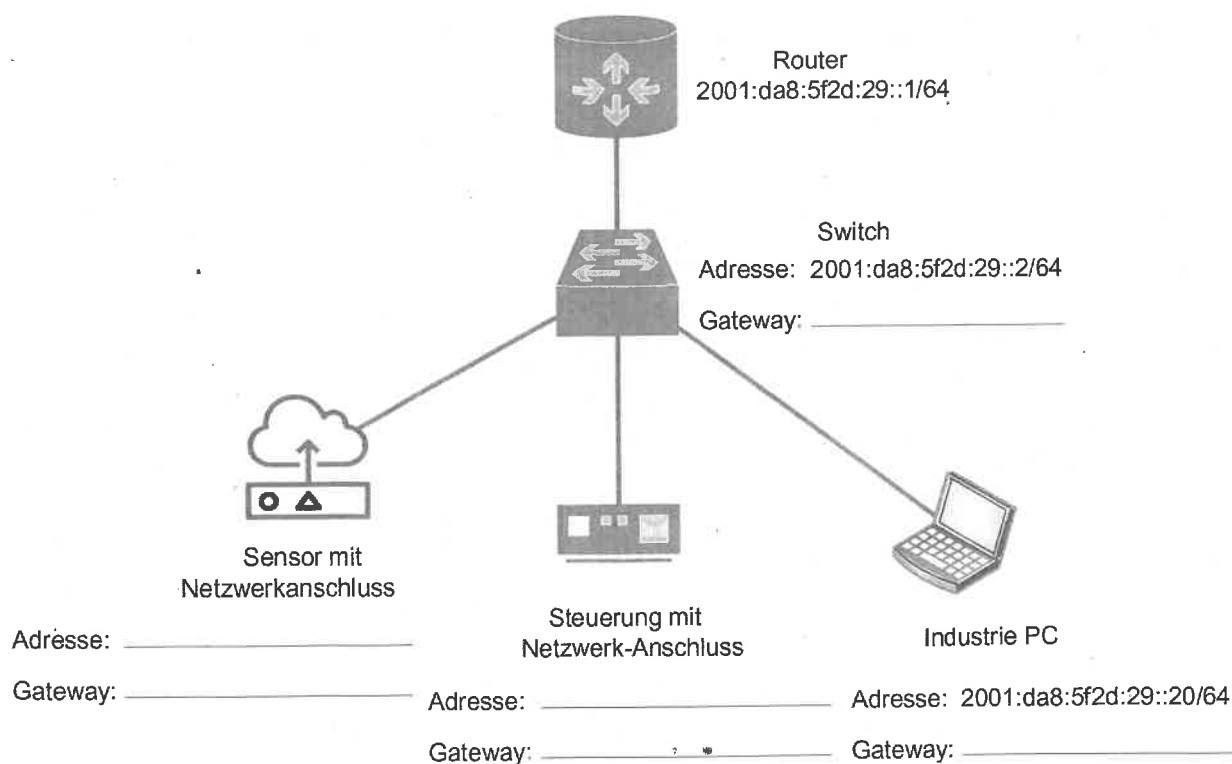 Router
2001:da8:5f2d:29::1/64
Switch
Adresse: 2001:da8:5f2d:29::2/64
Gateway:
Sensor mit
Netzwerkanschluss
Adresse:
Gateway:
Steuerung mit
Netzwerk-Anschluss
Adresse:
Gateway:
Industrie PC
Adresse: 2001:da8:5f2d:29::20/64
Gateway: